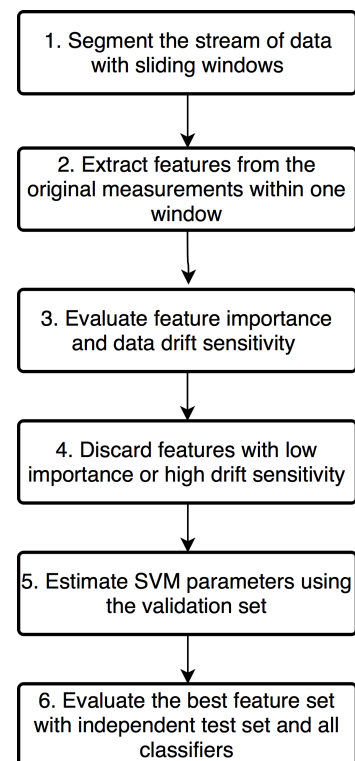 1. Segment the stream of data
with sliding windows
2. Extract features from the
original measurements within one
window
3. Evaluate feature importance
and data drift sensitivity
4. Discard features with low
importance or high drift sensitivity
5. Estimate SVM parameters using
the validation set
6. Evaluate the best feature set
with independent test set and all
classifiers